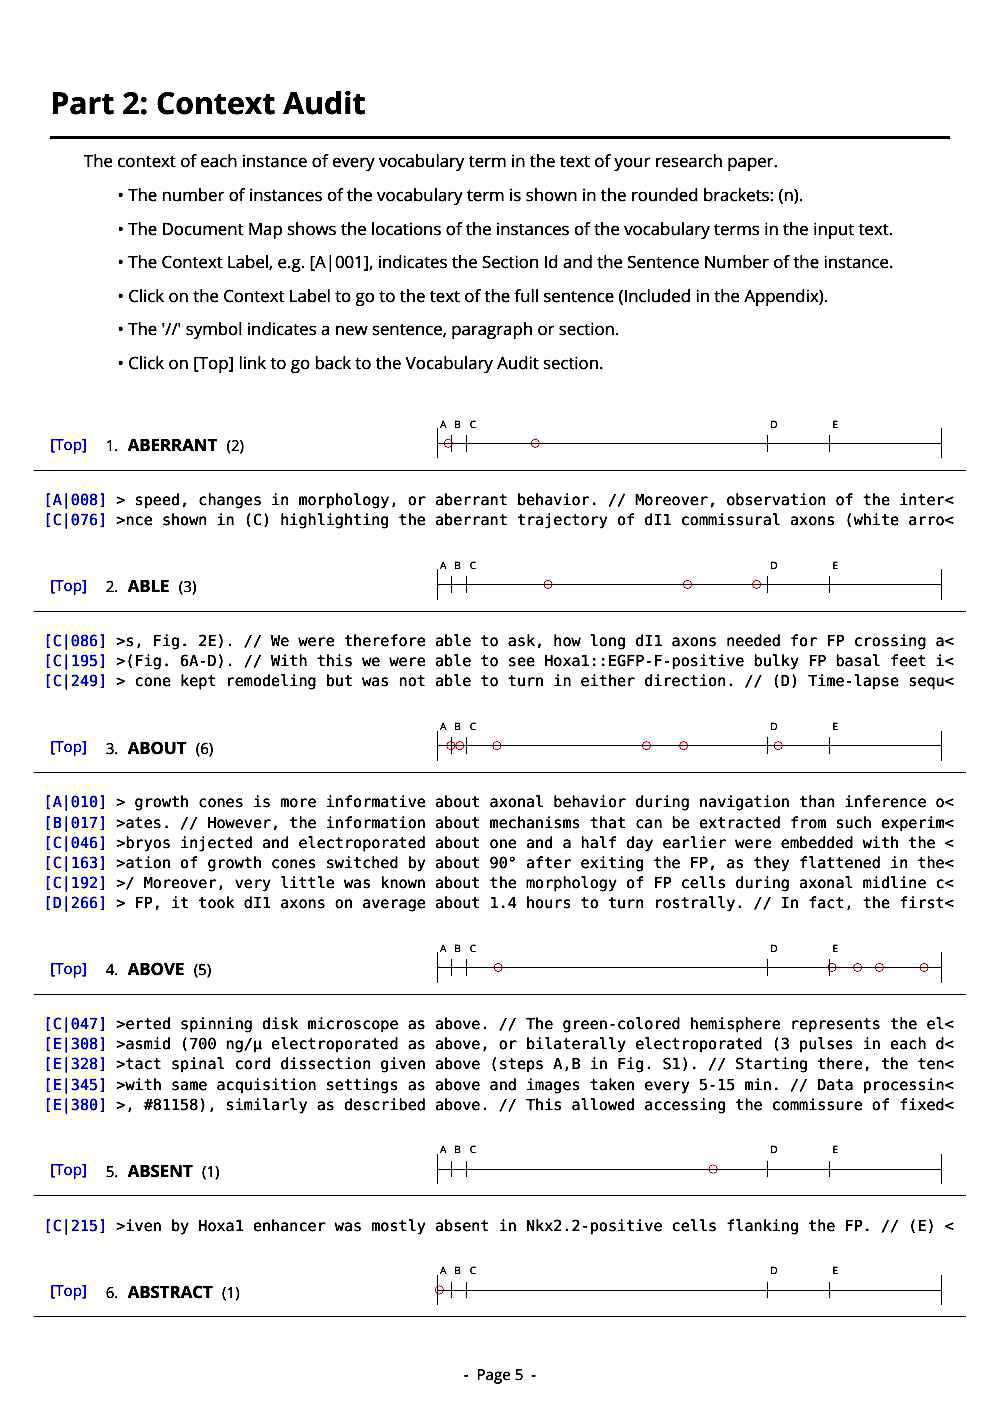 Part 2: Context Audit
The context of each instance of every vocabulary term in the text of your research paper.
• The number of instances of the vocabulary term is shown in the rounded brackets: (n).
• The Document Map shows the locations of the instances of the vocabulary terms in the input text.
• The Context Label, e.g. [A|001], indicates the Section Id and the Sentence Number of the instance.
• Click on the Context Label to go to the text of the full sentence (Included in the Appendix).
• The '//' symbol indicates a new sentence, paragraph or section.
• Click on [Top] link to go back to the Vocabulary Audit section.
A B C D E
[Top] 1. ABERRANT (2)
[A|008] > speed, changes in morphology, or aberrant behavior. // Moreover, observation of the inter<
[C|076] >nce shown in (C) highlighting the aberrant trajectory of dI1 commissural axons (white arro<
A B C D E
[Top] 2. ABLE (3)
[C|086] >s, Fig. 2E). // We were therefore able to ask, how long dI1 axons needed for FP crossing a<
[C|195] >(Fig. 6A-D). // With this we were able to see Hoxa1::EGFP-F-positive bulky FP basal feet i<
[C|249] > cone kept remodeling but was not able to turn in either direction. // (D) Time-lapse sequ<
A B C D E
[Top] 3. ABOUT (6)
[A|010] > growth cones is more informative about axonal behavior during navigation than inference o<
[B|017] >ates. // However, the information about mechanisms that can be extracted from such experim<
[C|046] >bryos injected and electroporated about one and a half day earlier were embedded with the <
[C|163] >ation of growth cones switched by about 90° after exiting the FP, as they flattened in the<
[C|192] >/ Moreover, very little was known about the morphology of FP cells during axonal midline c<
[D|266] > FP, it took dI1 axons on average about 1.4 hours to turn rostrally. // In fact, the first<
A B C D E
[Top] 4. ABOVE (5)
[C|047] >erted spinning disk microscope as above. // The green-colored hemisphere represents the el<
[E|308] >asmid (700 ng/µ electroporated as above, or bilaterally electroporated (3 pulses in each d<
[E|328] >tact spinal cord dissection given above (steps A,B in Fig. S1). // Starting there, the ten<
[E|345] >with same acquisition settings as above and images taken every 5-15 min. // Data processin<
[E|380] >, #81158), similarly as described above. // This allowed accessing the commissure of fixed<
A B C D E
[Top] 5. ABSENT (1)
[C|215] >iven by Hoxa1 enhancer was mostly absent in Nkx2.2-positive cells flanking the FP. // (E) <
A B C D E
[Top] 6. ABSTRACT (1)
- Page 5 -